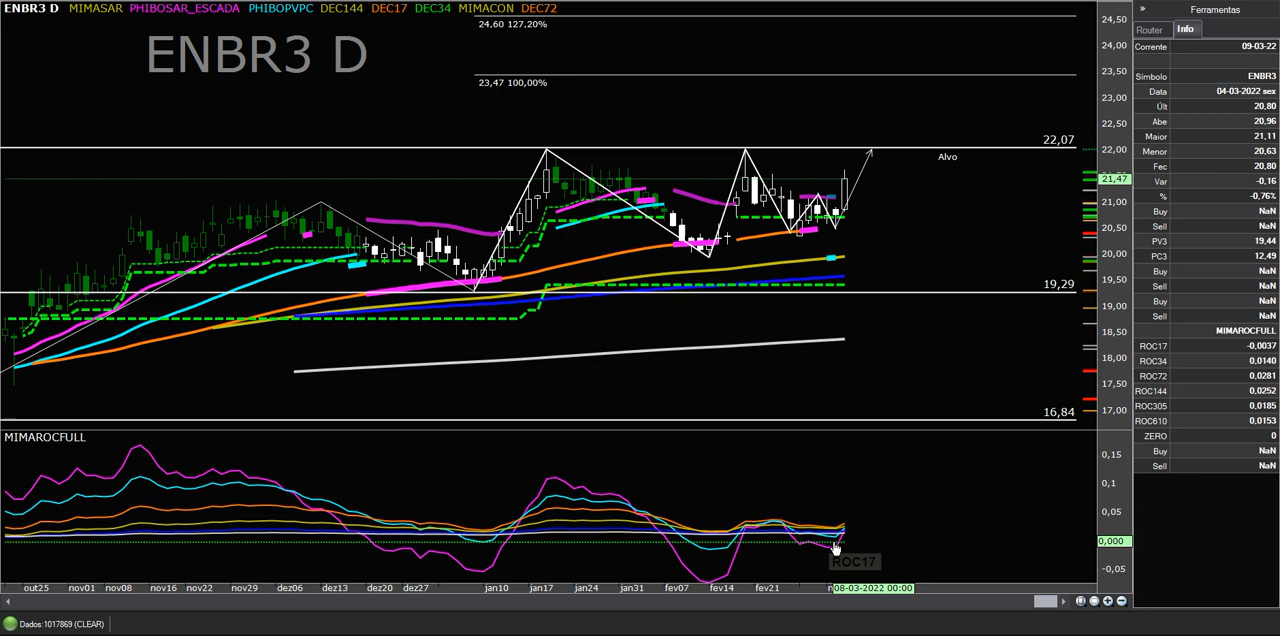 ENBR3 D MIMASAR PHIBOSAR_ESCADA PHIBOPVPC DEC144 DEC17 DEC34 MIMACON DEC72
24,60 127,20%
ENBR3 D
23,47 100,00%
22,07
Alvo
19,29
16,84
24,50
24,00
23,50
23,00
22,50
22,00
21,47
21,00
20,50
20,00
19,50
19,00
18,50
18,00
17,50
17,00
MIMAROCFULL
0,15
0,1
0,05
0,000
-0,05
ROC17
out25 nov01 nov08 nov16 nov22 nov29 dez06 dez13 dez20 dez27 jan10 jan17 jan24 jan31 fev07 fev14 fev21 08-03-2022 00:00
Dados:1017869 (CLEAR)
» Ferramentas
Router Info
Corrente 09-03-22
Símbolo ENBR3
Data 04-03-2022 sex
Últ 20,80
Abe 20,96
Maior 21,11
Menor 20,63
Fec 20,80
Var -0,16
% -0,76%
Buy NaN
Sell NaN
PV3 19,44
PC3 12,49
Buy NaN
Sell NaN
Buy NaN
Sell NaN
Buy NaN
Sell NaN
MIMAROCFULL
ROC17 -0,0037
ROC34 0,0140
ROC72 0,0281
ROC144 0,0252
ROC305 0,0185
ROC610 0,0153
ZERO 0
Buy NaN
Sell NaN